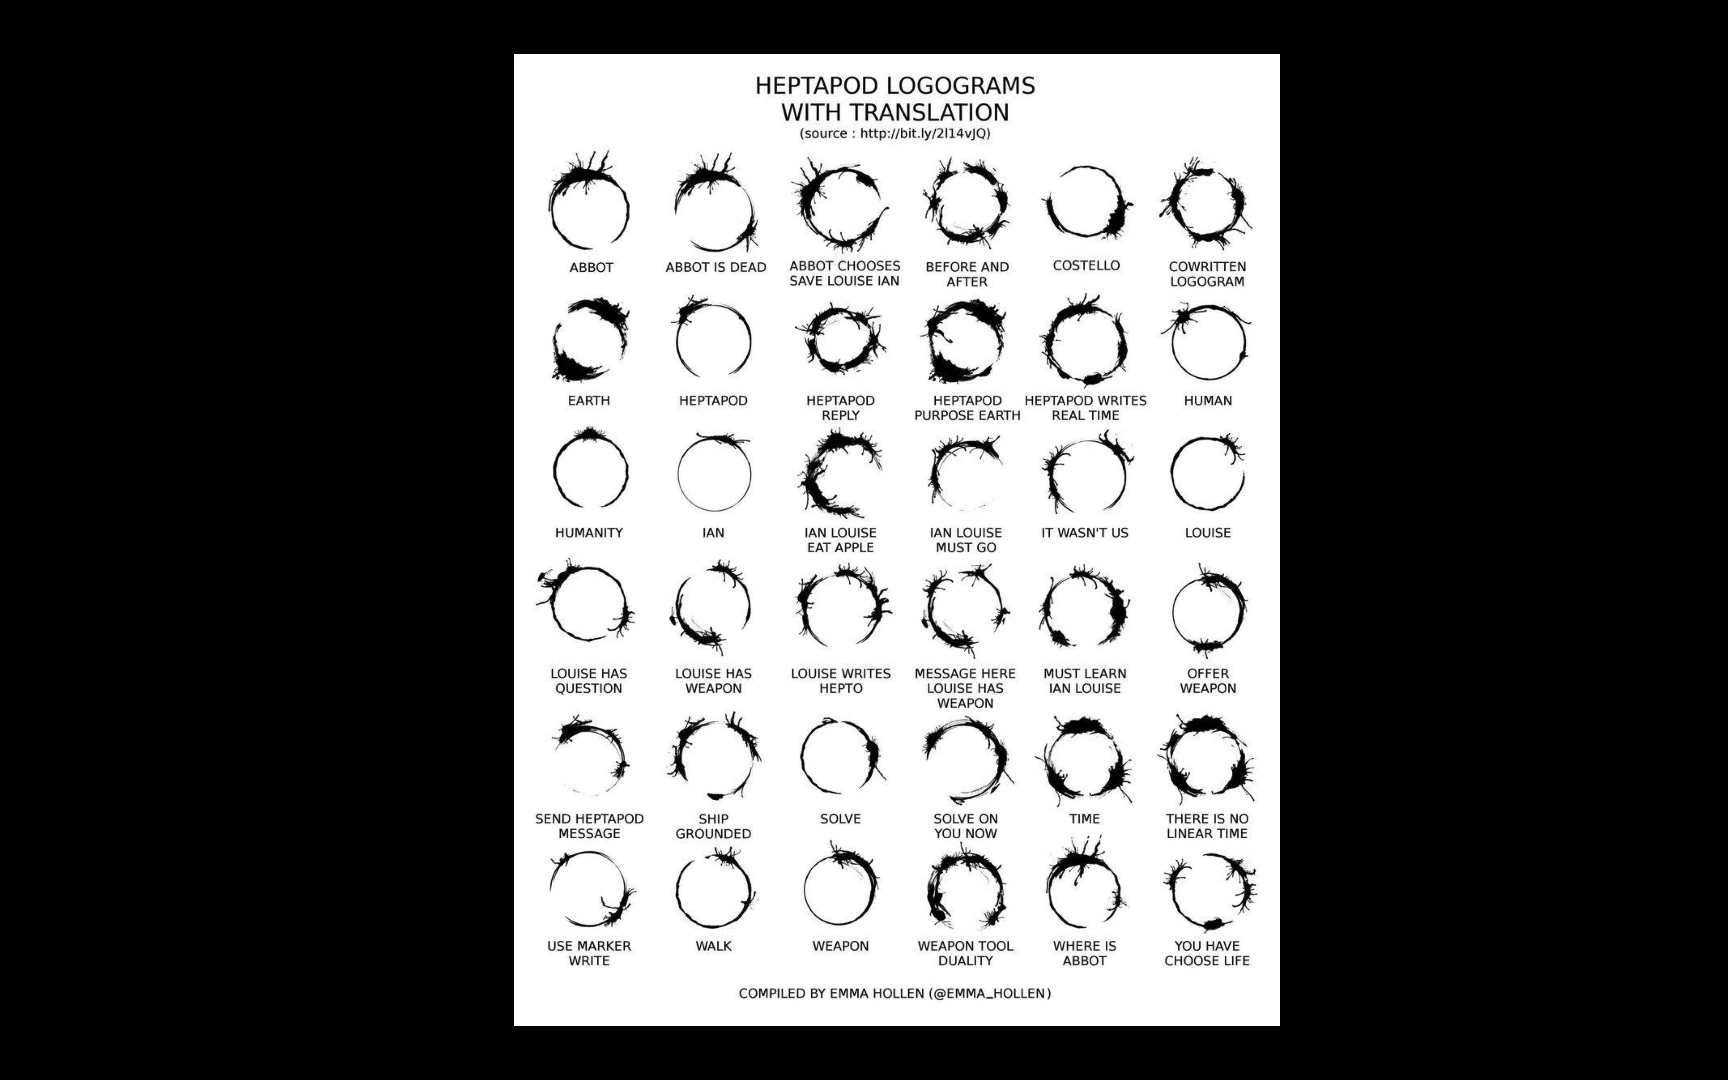 HEPTAPOD LOGOGRAMS
WITH TRANSLATION
(source : http://bit.ly/2l14vJQ)
ABBOT
ABBOT IS DEAD
ABBOT CHOOSES
SAVE LOUISE IAN
BEFORE AND
AFTER
COSTELLO
COWRITTEN
LOGOGRAM
EARTH
HEPTAPOD
HEPTAPOD
REPLY
HEPTAPOD
PURPOSE EARTH
HEPTAPOD WRITES
REAL TIME
HUMAN
HUMANITY
IAN
IAN LOUISE
EAT APPLE
IAN LOUISE
MUST GO
IT WASN'T US
LOUISE
LOUISE HAS
QUESTION
LOUISE HAS
WEAPON
LOUISE WRITES
HEPTO
MESSAGE HERE
LOUISE HAS
WEAPON
MUST LEARN
IAN LOUISE
OFFER
WEAPON
SEND HEPTAPOD
MESSAGE
SHIP
GROUNDED
SOLVE
SOLVE ON
YOU NOW
TIME
THERE IS NO
LINEAR TIME
USE MARKER
WRITE
WALK
WEAPON
WEAPON TOOL
DUALITY
WHERE IS
ABBOT
YOU HAVE
CHOOSE LIFE
COMPILED BY EMMA HOLLEN (@EMMA_HOLLEN)